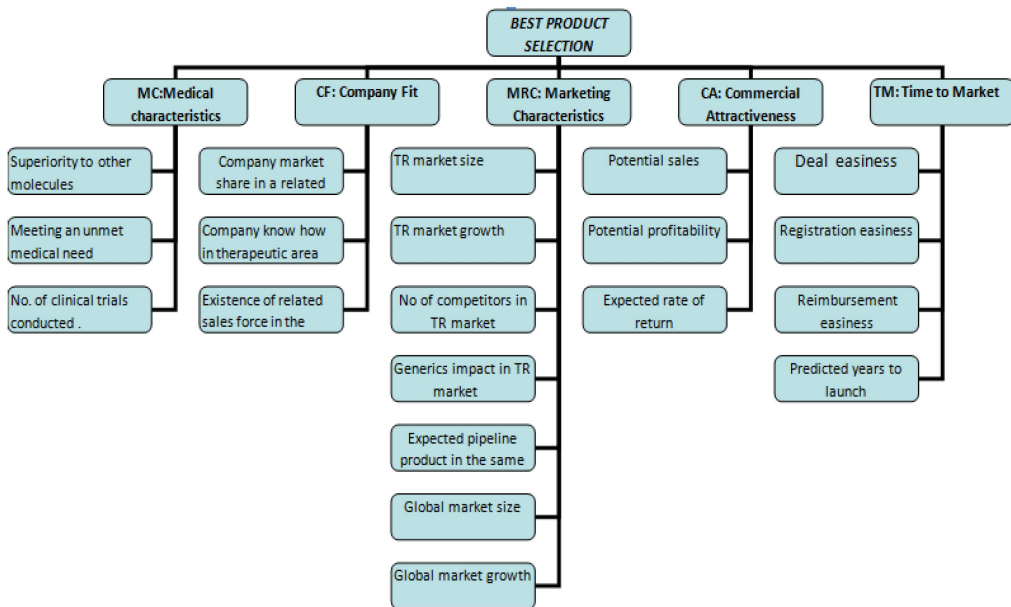 BEST PRODUCT
SELECTION
MC:Medical
characteristics
CF: Company Fit
MRC: Marketing
Characteristics
CA: Commercial
Attractiveness
TM: Time to Market
Superiority to other
molecules
Meeting an unmet
medical need
No. of clinical trials
conducted .
Company market
share in a related
Company know how
in therapeutic area
Existence of related
sales force in the
TR market size
TR market growth
No of competitors in
TR market
Generics impact in TR
market
Expected pipeline
product in the same
Global market size
Global market growth
Potential sales
Potential profitability
Expected rate of
return
Deal easiness
Registration easiness
Reimbursement
easiness
Predicted years to
launch